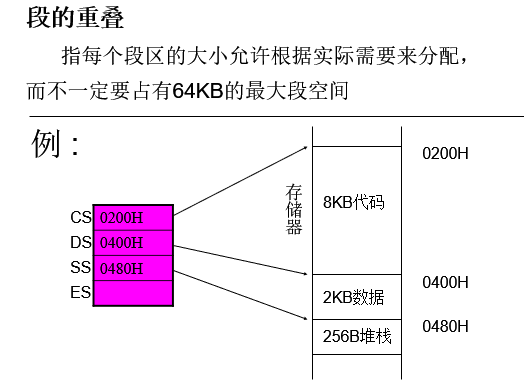 段的重叠
指每个段区的大小允许根据实际需要来分配，
而不一定要占有64KB的最大段空间
例：
CS 0200H
DS 0400H
SS 0480H
ES
存储器
8KB代码
2KB数据
256B堆栈
0200H
0400H
0480H